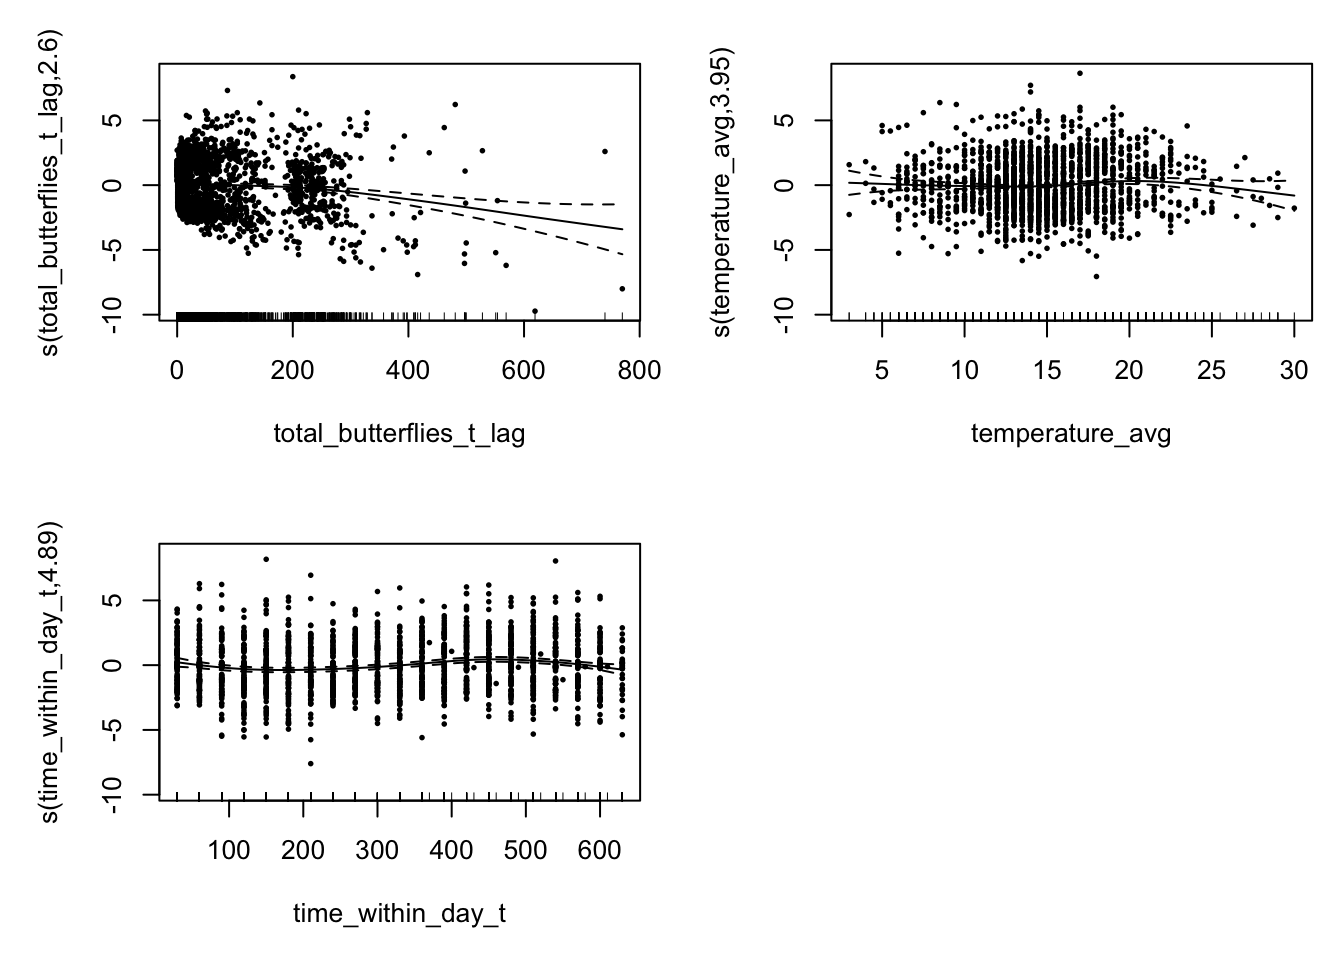 s(total_butterflies_t_lag,2.6)
5
0
-5
-10
0 200 400 600 800
total_butterflies_t_lag
s(temperature_avg,3.95)
5
0
-5
-10
5 10 15 20 25 30
temperature_avg
s(time_within_day_t,4.89)
5
0
-5
-10
100 200 300 400 500 600
time_within_day_t